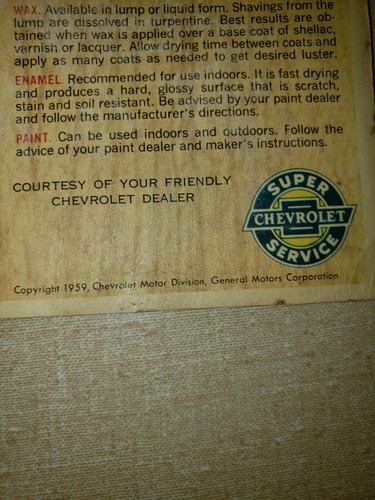 WAX. Available in lump or liquid form. Shavings from the
lump are dissolved in turpentine. Best results are ob-
tained when wax is applied over a base coat of shellac,
varnish or lacquer. Allow drying time between coats and
apply as many coats as needed to get desired luster.
ENAMEL. Recommended for use indoors. It is fast drying
and produces a hard, glossy surface that is scratch,
stain and soil resistant. Be advised by your paint dealer
and follow the manufacturer's directions.
PAINT. Can be used indoors and outdoors. Follow the
advice of your paint dealer and maker's instructions.
COURTESY OF YOUR FRIENDLY
CHEVROLET DEALER
SUPER
CHEVROLET
SERVICE
Copyright 1959, Chevrolet Motor Division, General Motors Corporation